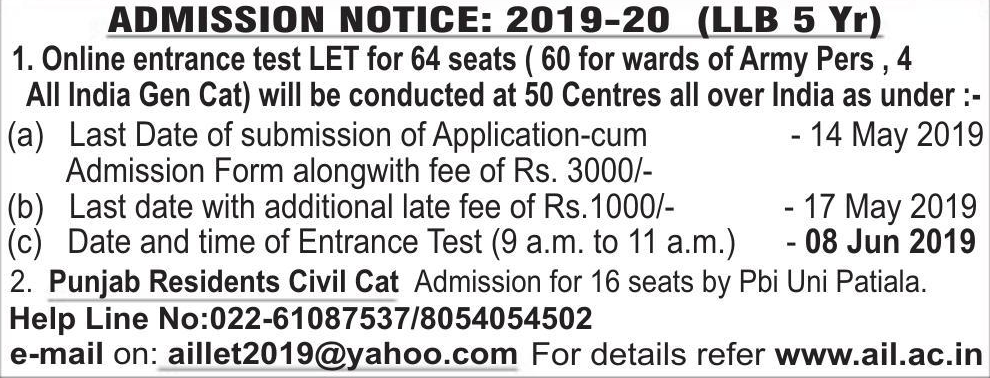 ADMISSION NOTICE: 2019-20 (LLB 5 Yr)
1. Online entrance test LET for 64 seats ( 60 for wards of Army Pers , 4
All India Gen Cat) will be conducted at 50 Centres all over India as under :-
(a) Last Date of submission of Application-cum - 14 May 2019
Admission Form alongwith fee of Rs. 3000/-
(b) Last date with additional late fee of Rs.1000/- - 17 May 2019
(c) Date and time of Entrance Test (9 a.m. to 11 a.m.) - 08 Jun 2019
2. Punjab Residents Civil Cat Admission for 16 seats by Pbi Uni Patiala.
Help Line No:022-61087537/8054054502
e-mail on: aillet2019@yahoo.com For details refer www.ail.ac.in